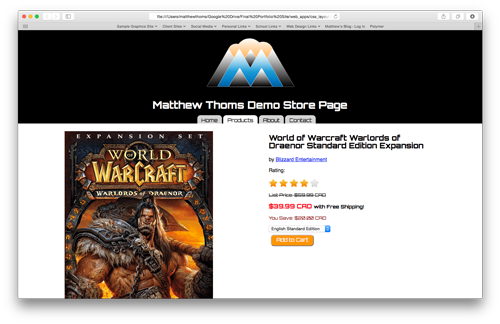 file:///Users/matthewthoms/Google%20Drive/Final%20Portfolio%20Site/web_apps/css_layou
Sample Graphics Site Client Sites Social Media Personal Links School Links Web Design Links Matthew's Blog - Log In Polymer
Matthew Thoms Demo Store Page
Home Products About Contact
EXPANSION SET
WORLD
OF
WARCRAFT
WARLORDS OF DRAENOR
World of Warcraft Warlords of
Draenor Standard Edition Expansion
by Blizzard Entertainment
Rating:
List Price: $59.99 CAD
$39.99 CAD with Free Shipping!
You Save: $20.00 CAD
English Standard Edition
Add to Cart